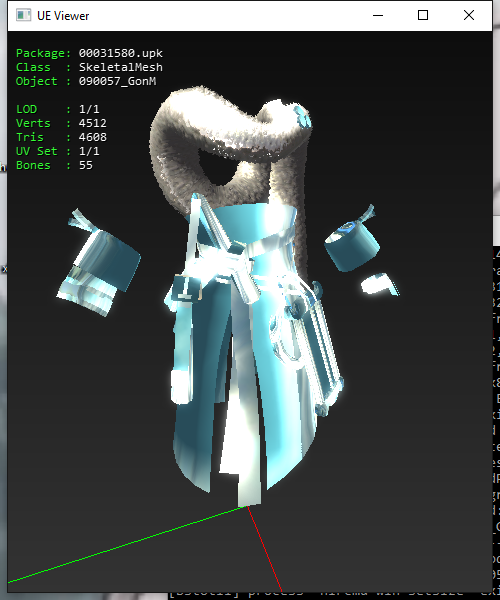 UE Viewer
Package: 00031580.upk
Class : SkeletalMesh
Object : 090057_GonM
LOD : 1/1
Verts : 4512
Tris : 4608
UV Set : 1/1
Bones : 55